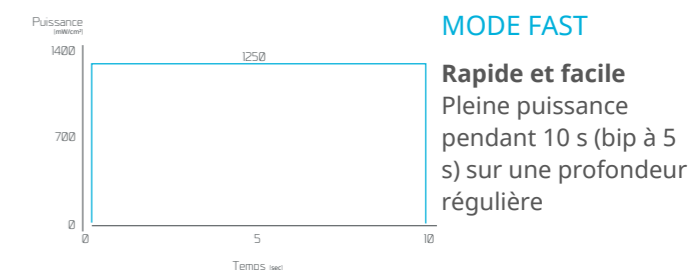 Puissance
(mW/cm²)
1400
1250
700
0
0 5 10
Temps (sec)
MODE FAST
Rapide et facile
Pleine puissance
pendant 10 s (bip à 5
s) sur une profondeur
régulière